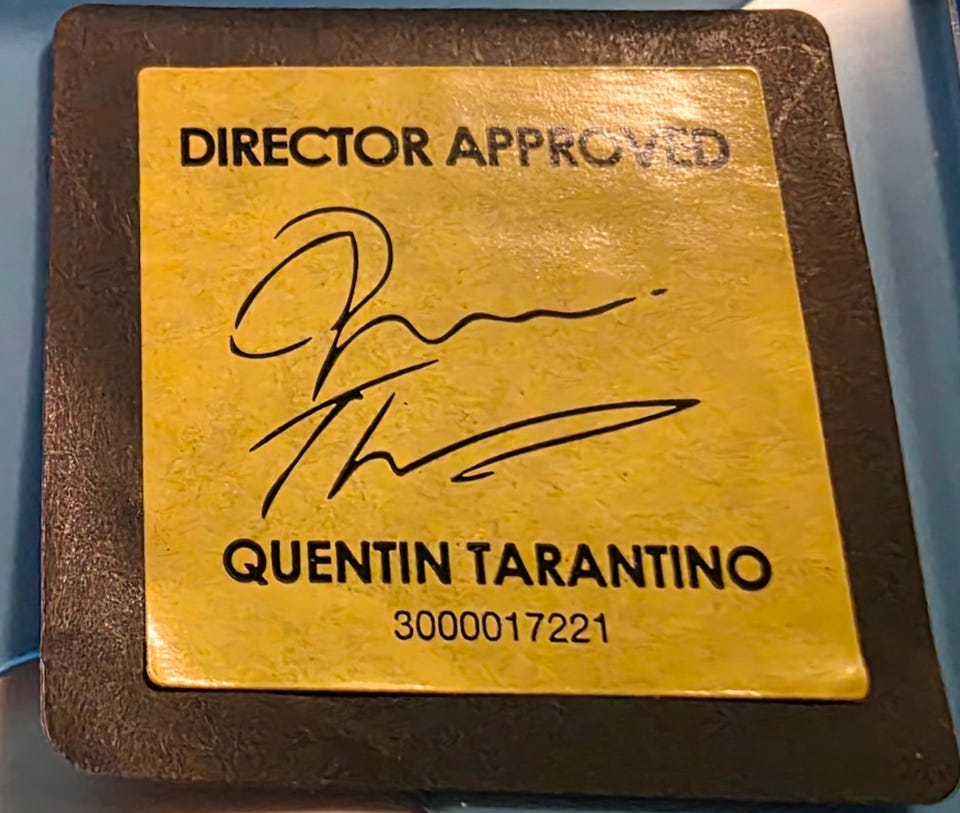 DIRECTOR APPROVED
QUENTIN TARANTINO
3000017221